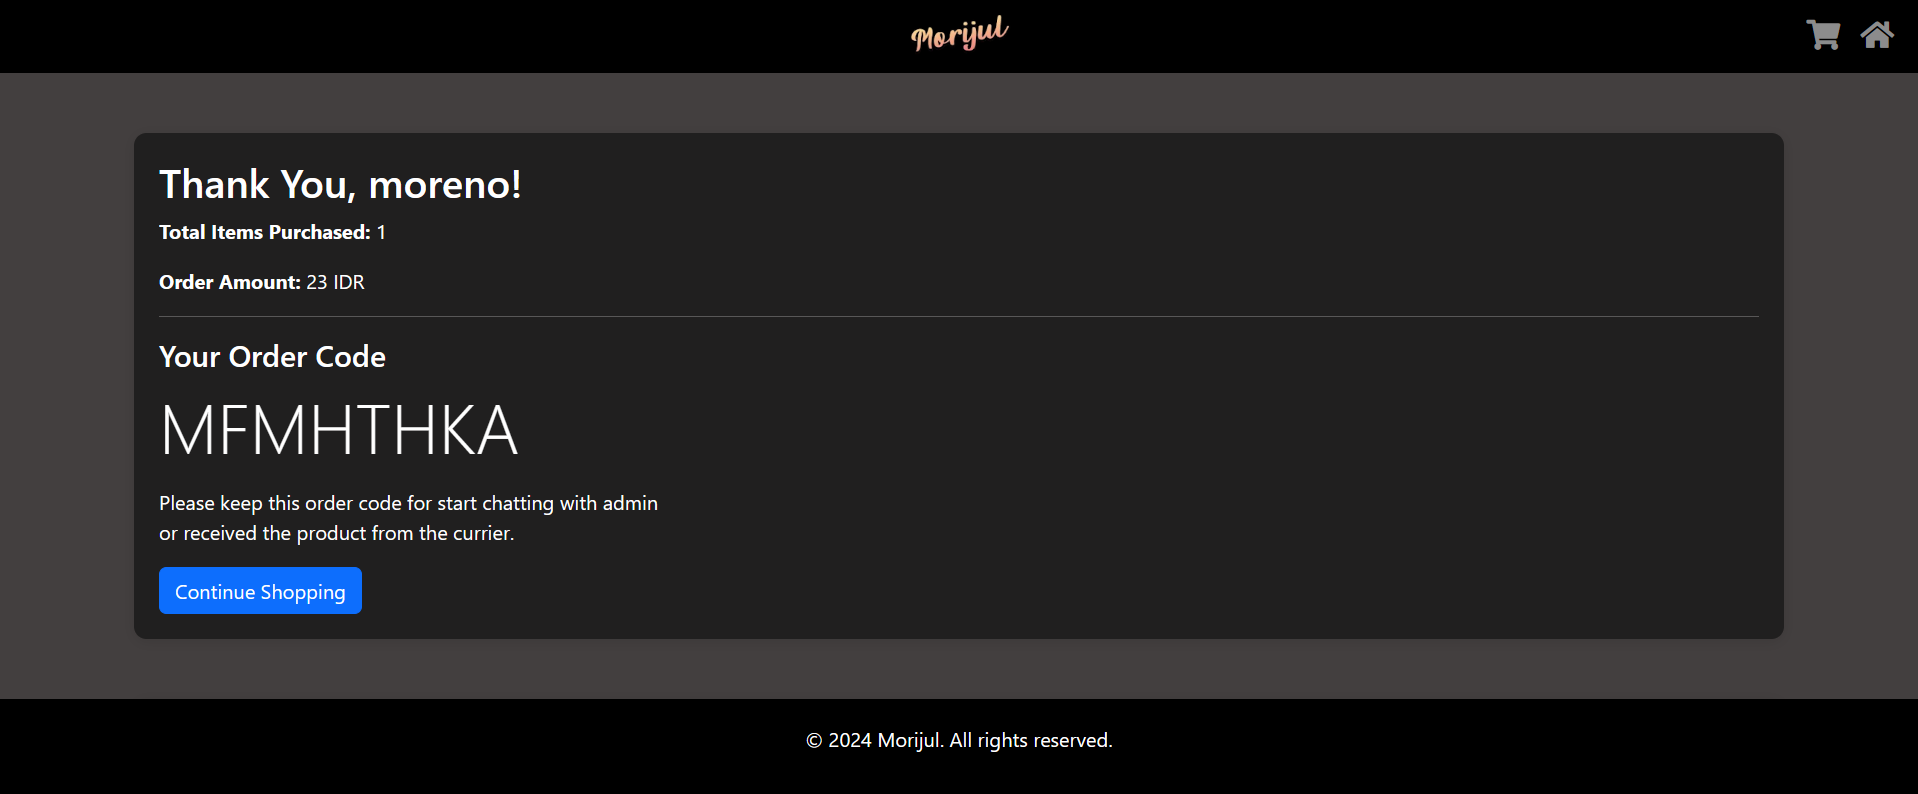 Morijul
Thank You, moreno!
Total Items Purchased: 1
Order Amount: 23 IDR
Your Order Code
MFMHTHKA
Please keep this order code for start chatting with admin
or received the product from the currier.
Continue Shopping
© 2024 Morijul. All rights reserved.